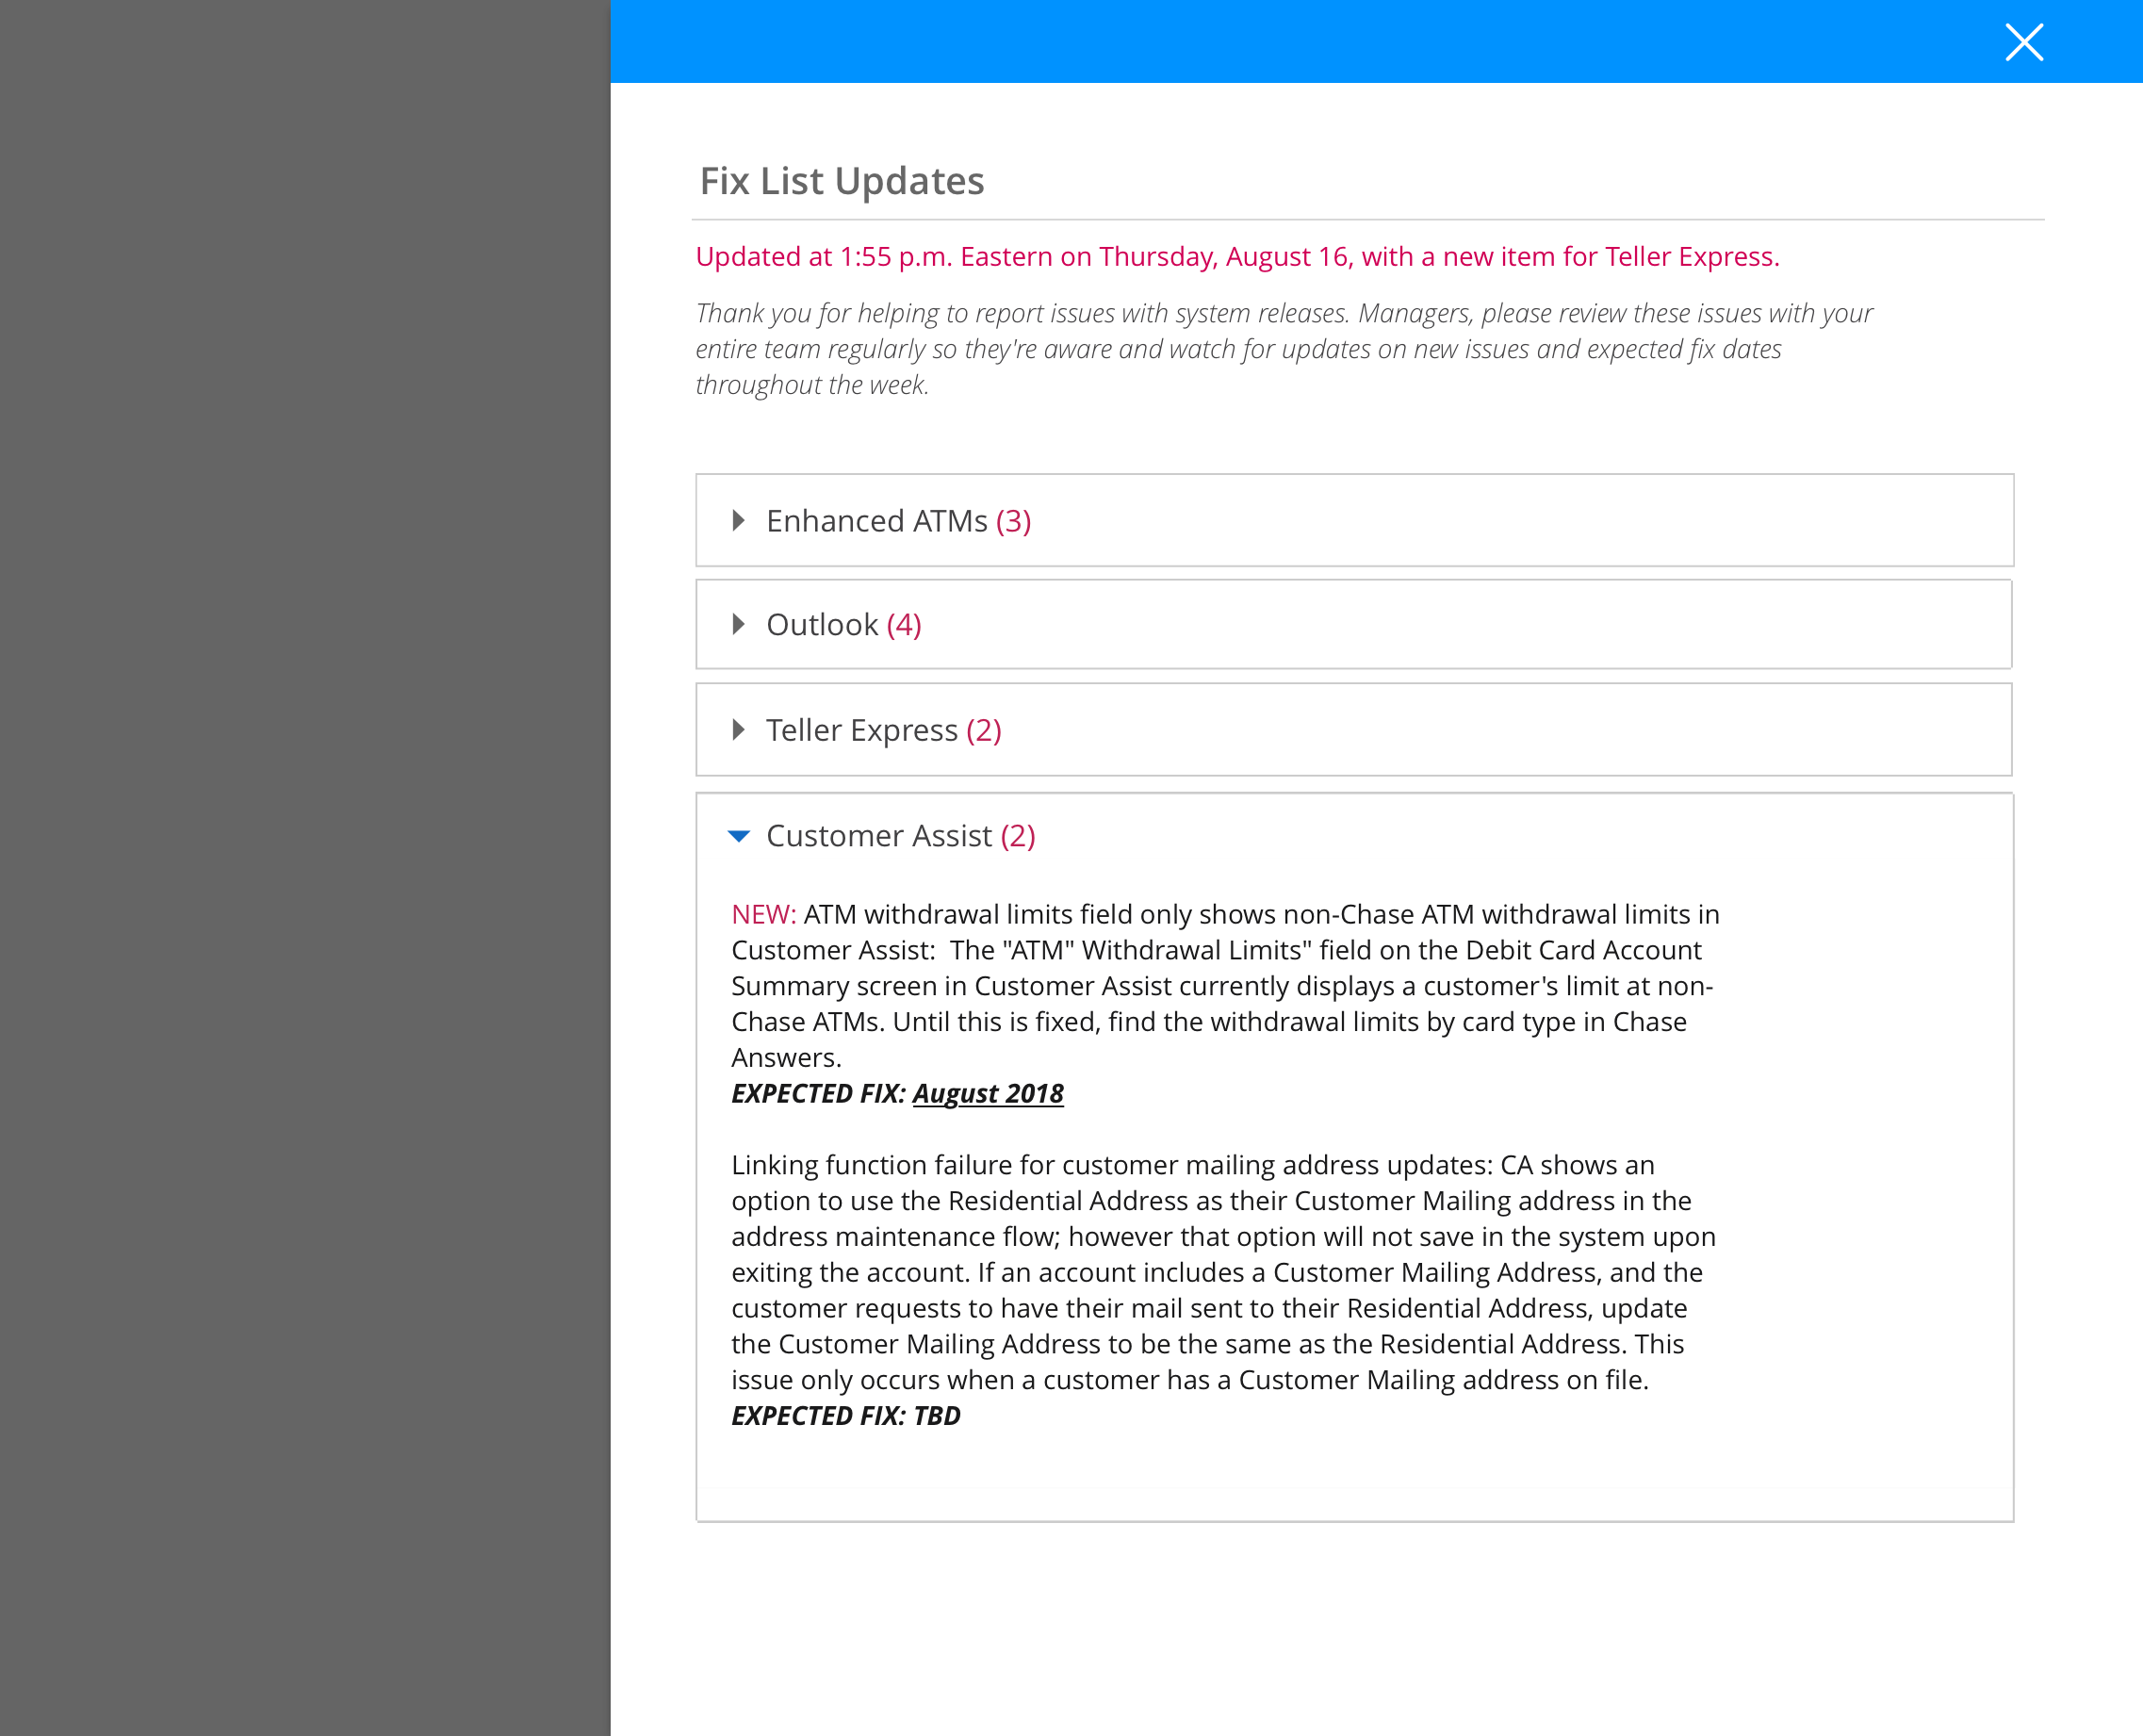 Fix List Updates
Updated at 1:55 p.m. Eastern on Thursday, August 16, with a new item for Teller Express.
Thank you for helping to report issues with system releases. Managers, please review these issues with your
entire team regularly so they're aware and watch for updates on new issues and expected fix dates
throughout the week.
Enhanced ATMs (3)
Outlook (4)
Teller Express (2)
Customer Assist (2)
NEW: ATM withdrawal limits field only shows non-Chase ATM withdrawal limits in
Customer Assist:  The "ATM" Withdrawal Limits" field on the Debit Card Account
Summary screen in Customer Assist currently displays a customer's limit at non-
Chase ATMs. Until this is fixed, find the withdrawal limits by card type in Chase
Answers.
EXPECTED FIX: August 2018
Linking function failure for customer mailing address updates: CA shows an
option to use the Residential Address as their Customer Mailing address in the
address maintenance flow; however that option will not save in the system upon
exiting the account. If an account includes a Customer Mailing Address, and the
customer requests to have their mail sent to their Residential Address, update
the Customer Mailing Address to be the same as the Residential Address. This
issue only occurs when a customer has a Customer Mailing address on file.
EXPECTED FIX: TBD